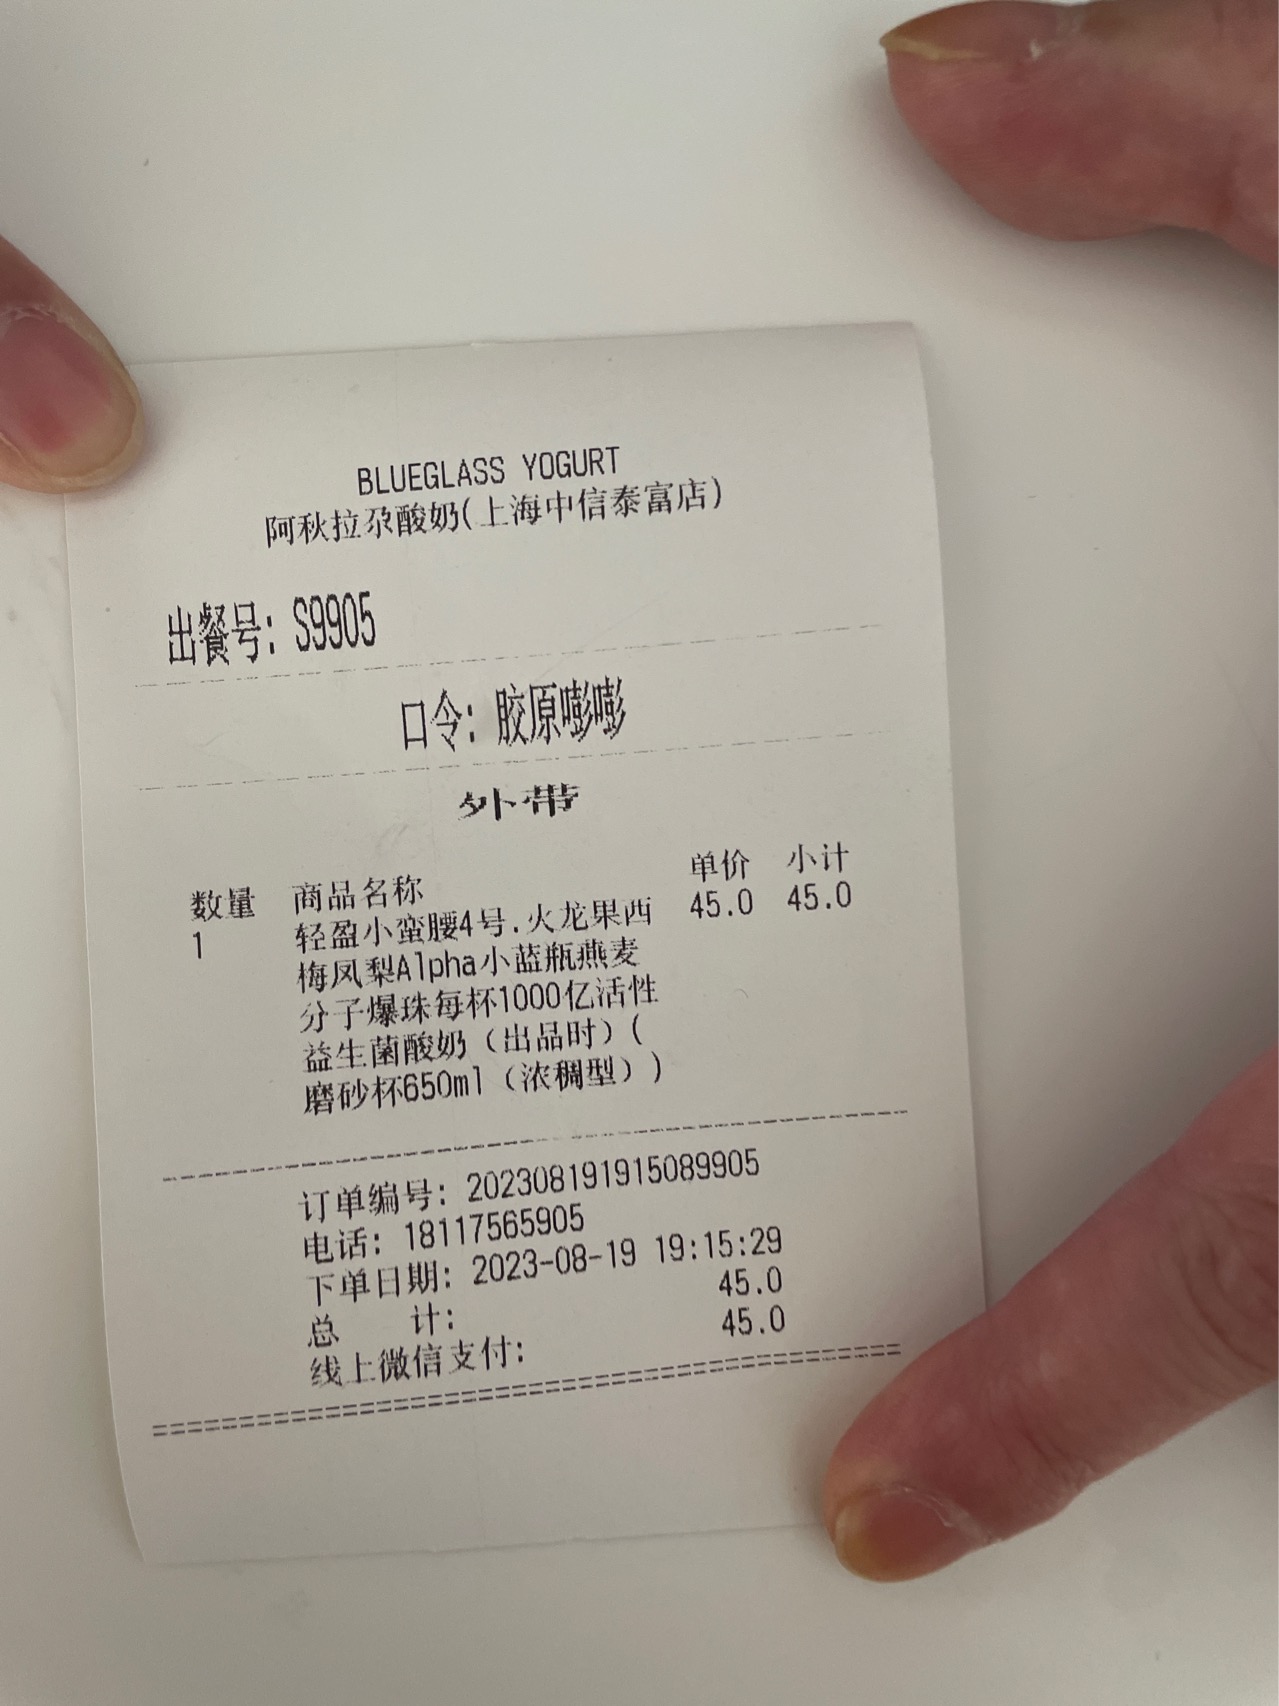 BLUEGLASS YOGURT
阿秋拉尕酸奶(上海中信泰富店)
出餐号: S9905
口令: 胶原嘭嘭
外带
数量 商品名称 单价 小计
1 轻盈小蛮腰4号.火龙果西 45.0 45.0
梅凤梨Alpha小蓝瓶燕麦
分子爆珠每杯1000亿活性
益生菌酸奶（出品时）(
磨砂杯650ml（浓稠型）)
订单编号: 202308191915089905
电话: 18117565905
下单日期: 2023-08-19 19:15:29
总 计: 45.0
线上微信支付: 45.0